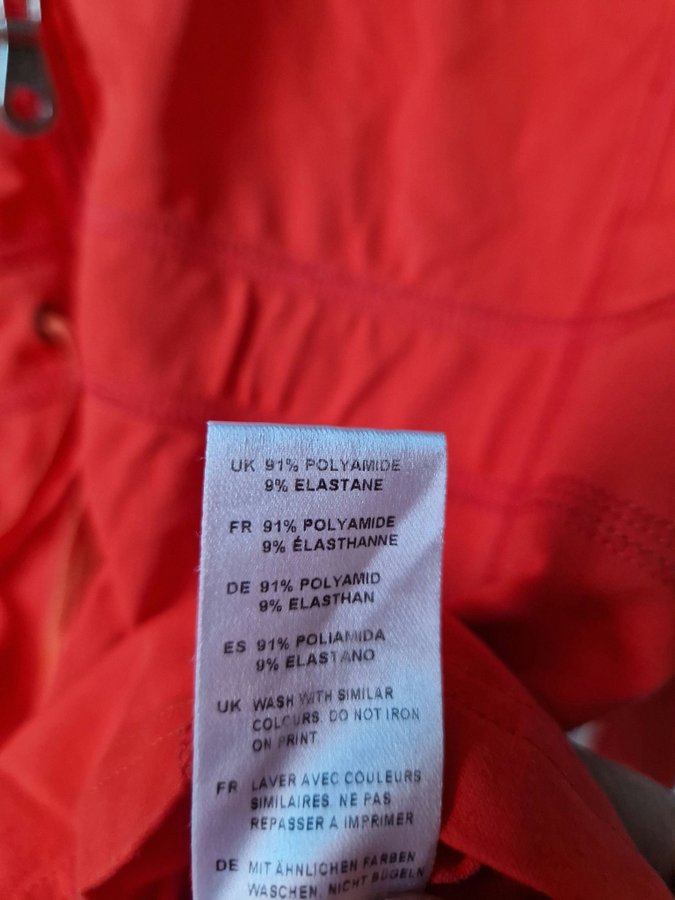 UK 91% POLYAMIDE
9% ELASTANE
FR 91% POLYAMIDE
9% ÉLASTHANNE
DE 91% POLYAMID
9% ELASTHAN
ES 91% POLIAMIDA
9% ELASTANO
UK WASH WITH SIMILAR
COLOURS. DO NOT IRON
ON PRINT
FR LAVER AVEC COULEURS
SIMILAIRES. NE PAS
REPASSER A IMPRIMER
DE MIT ÄHNLICHEN FARBEN
WASCHEN, NICHT BÜGELN